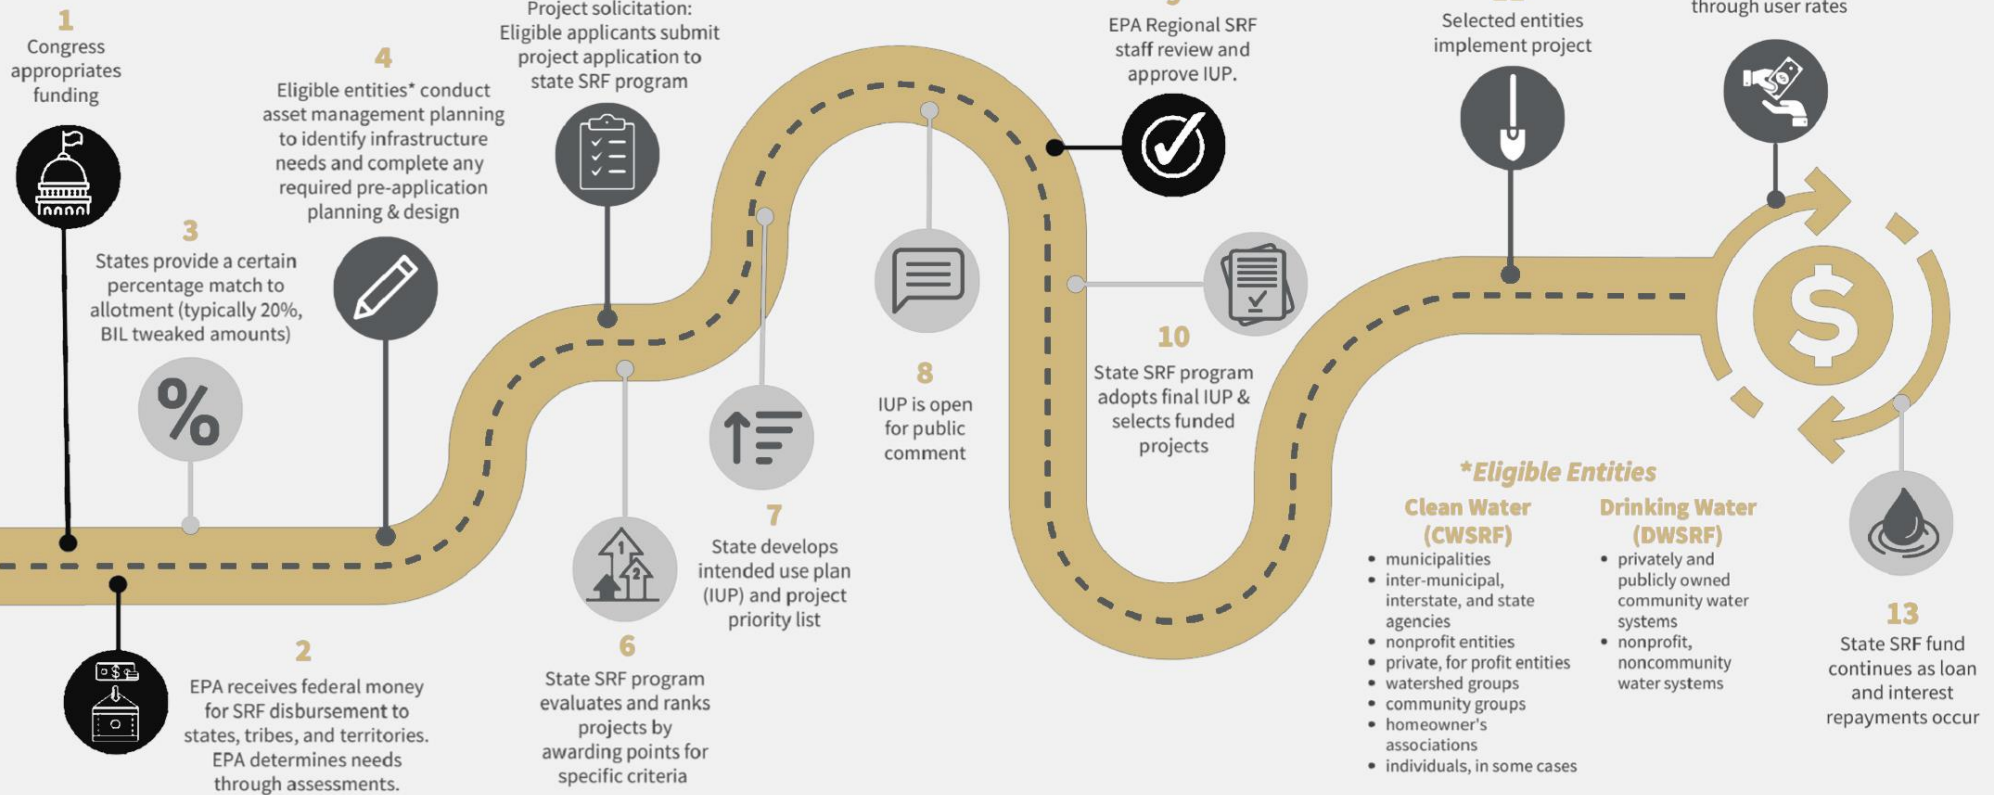 1
Congress
appropriates
funding
2
EPA receives federal money
for SRF disbursement to
states, tribes, and territories.
EPA determines needs
through assessments.
3
States provide a certain
percentage match to
allotment (typically 20%,
BIL tweaked amounts)
%
4
Eligible entities* conduct
asset management planning
to identify infrastructure
needs and complete any
required pre-application
planning & design
Project solicitation:
Eligible applicants submit
project application to
state SRF program
1
2
6
State SRF program
evaluates and ranks
projects by
awarding points for
specific criteria
7
State develops
intended use plan
(IUP) and project
priority list
8
IUP is open
for public
comment
EPA Regional SRF
staff review and
approve IUP.
10
State SRF program
adopts final IUP &
selects funded
projects
Selected entities
implement project
through user rates
$
13
State SRF fund
continues as loan
and interest
repayments occur
*Eligible Entities
Clean Water
(CWSRF)
• municipalities
• inter-municipal,
interstate, and state
agencies
• nonprofit entities
• private, for profit entities
• watershed groups
• community groups
• homeowner's
associations
• individuals, in some cases
Drinking Water
(DWSRF)
• privately and
publicly owned
community water
systems
• nonprofit,
noncommunity
water systems